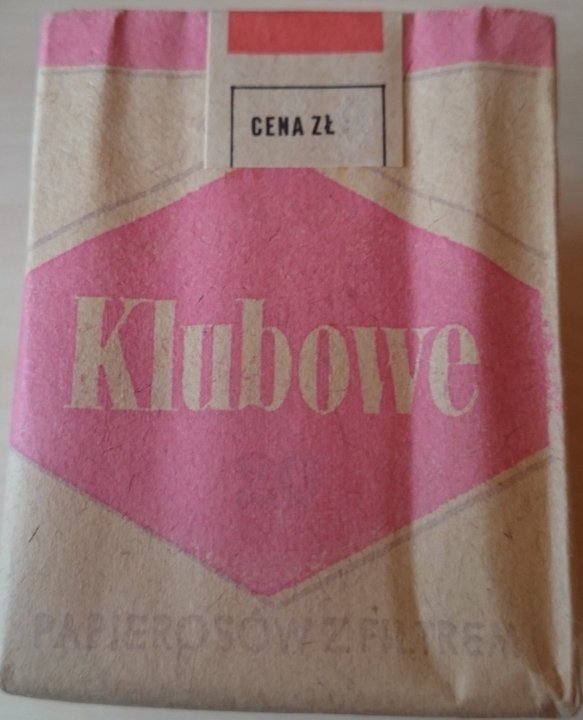 CENA ZŁ
Klubowe
20
PAPIEROSÓW Z FILTREM